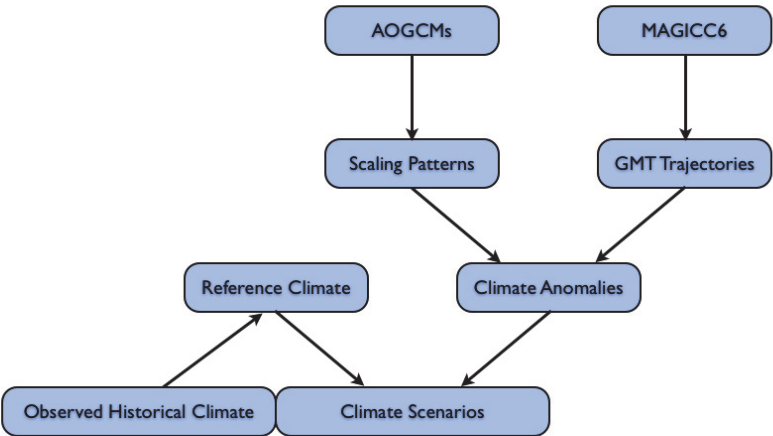 AOGCMs
MAGICC6
Scaling Patterns
GMT Trajectories
Reference Climate
Climate Anomalies
Observed Historical Climate
Climate Scenarios